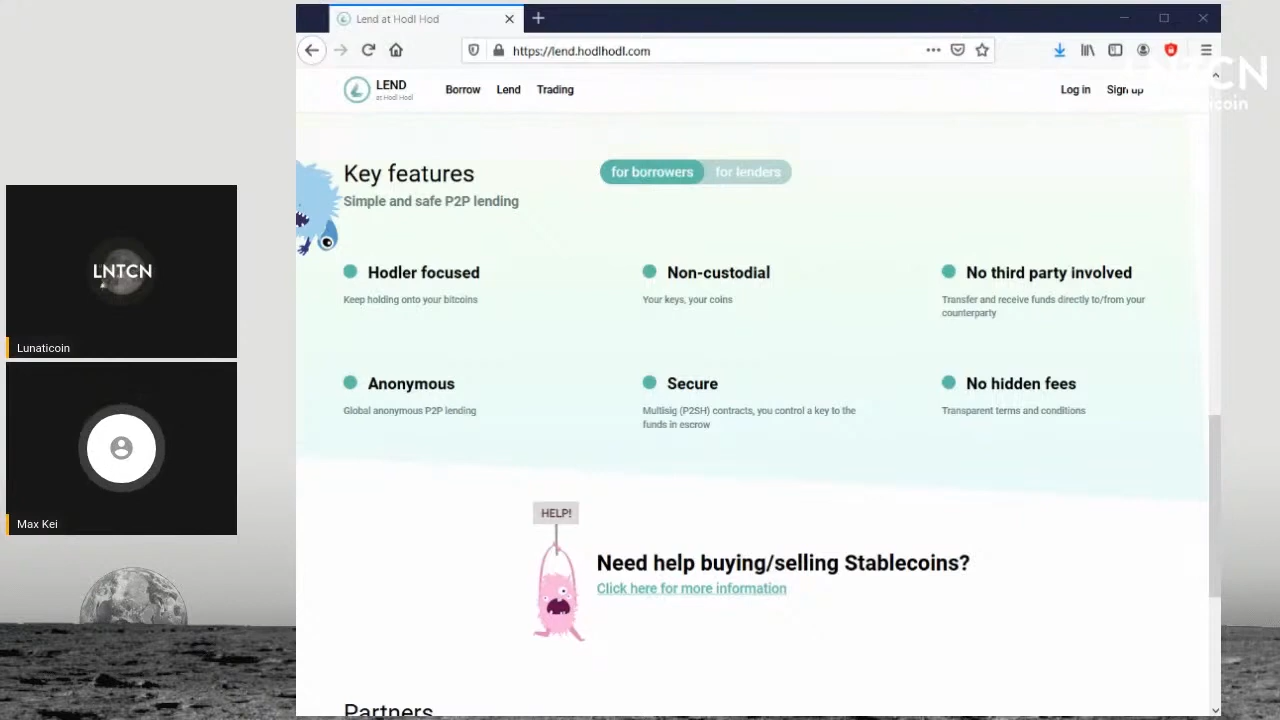 Lend at Hodl Hod
https://lend.hodlhodl.com
LEND
at Hodl Hodl
Borrow
Lend
Trading
Log in
Sign up
LNTCN
Key features
for borrowers
for lenders
Simple and safe P2P lending
Hodler focused
Keep holding onto your bitcoins
Non-custodial
Your keys, your coins
No third party involved
Transfer and receive funds directly to/from your
counterparty
Anonymous
Global anonymous P2P lending
Secure
Multisig (P2SH) contracts, you control a key to the
funds in escrow
No hidden fees
Transparent terms and conditions
HELP!
Need help buying/selling Stablecoins?
Click here for more information
Partners
LNTCN
Lunaticoin
Max Kei